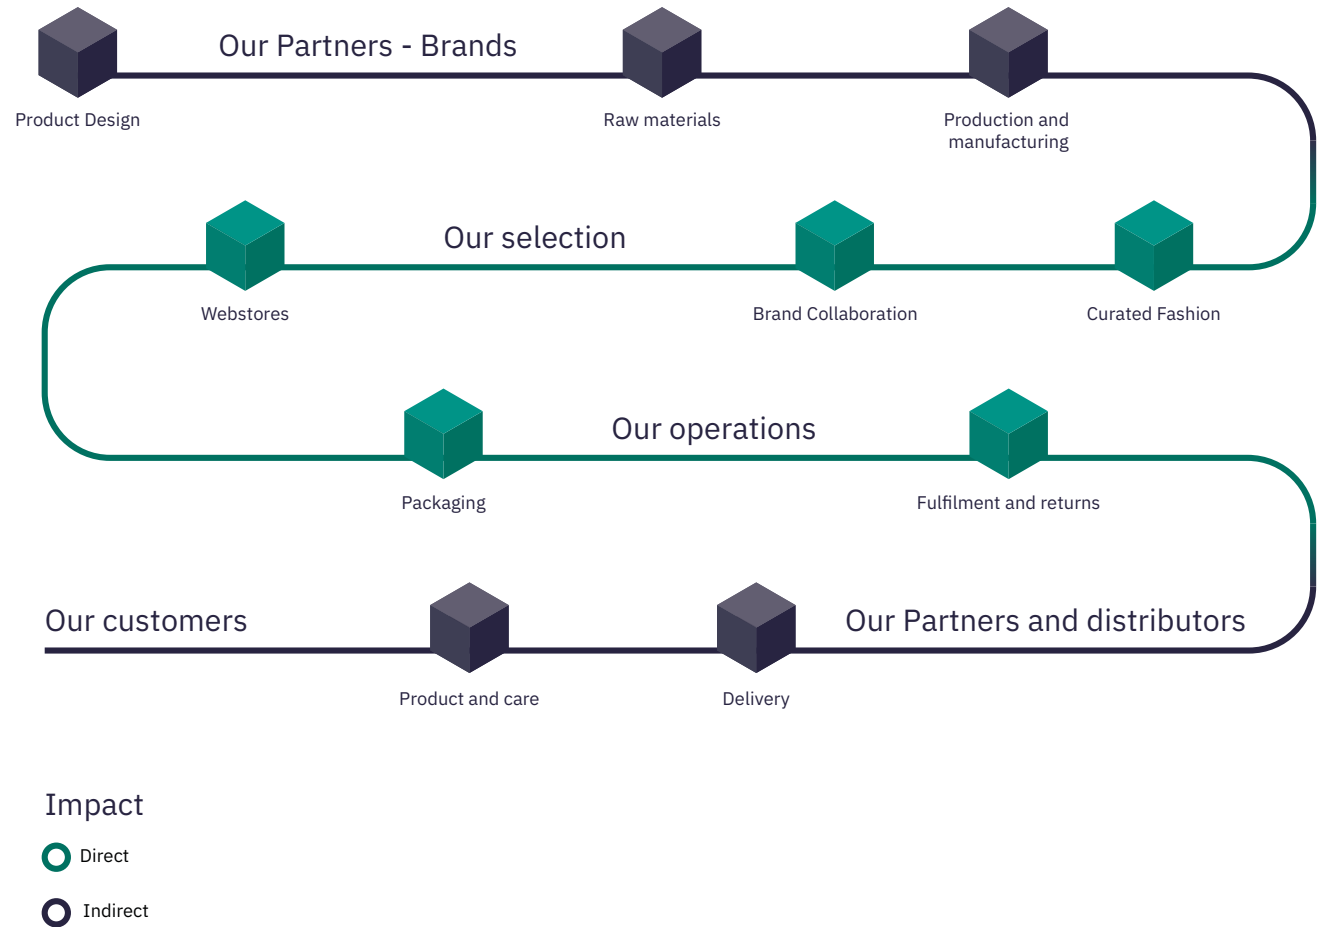 Our Partners - Brands
Product Design
Raw materials
Production and
manufacturing
Our selection
Webstores
Brand Collaboration
Curated Fashion
Our operations
Packaging
Fulfilment and returns
Our customers
Our Partners and distributors
Product and care
Delivery
Impact
Direct
Indirect